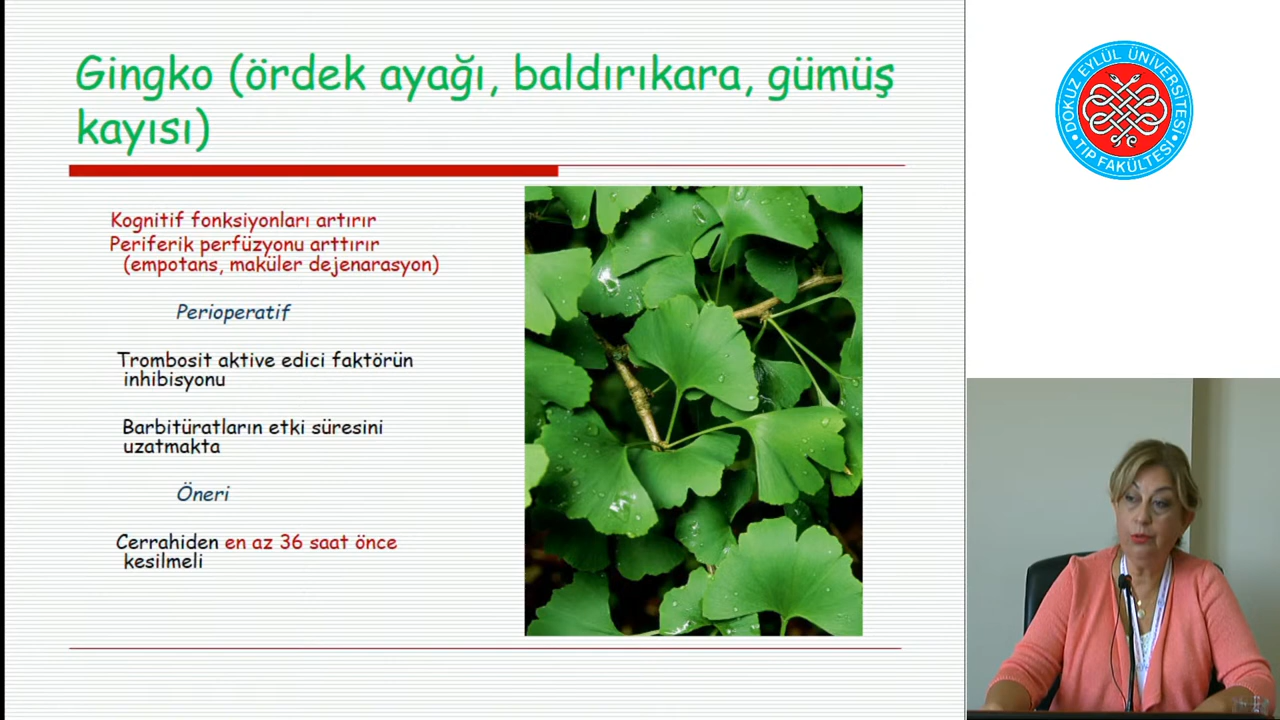 Gingko (ördek ayağı, baldırıkara, gümüş
kayısı)
Kognitif fonksiyonları artırır
Periferik perfüzyonu arttırır
(empotans, maküler dejenarasyon)
Perioperatif
Trombosit aktive edici faktörün
inhibisyonu
Barbitüratların etki süresini
uzatmakta
Öneri
Cerrahiden en az 36 saat önce
kesilmeli
DOKUZ EYLÜL ÜNİVERSİTESİ
TIP FAKÜLTESİ